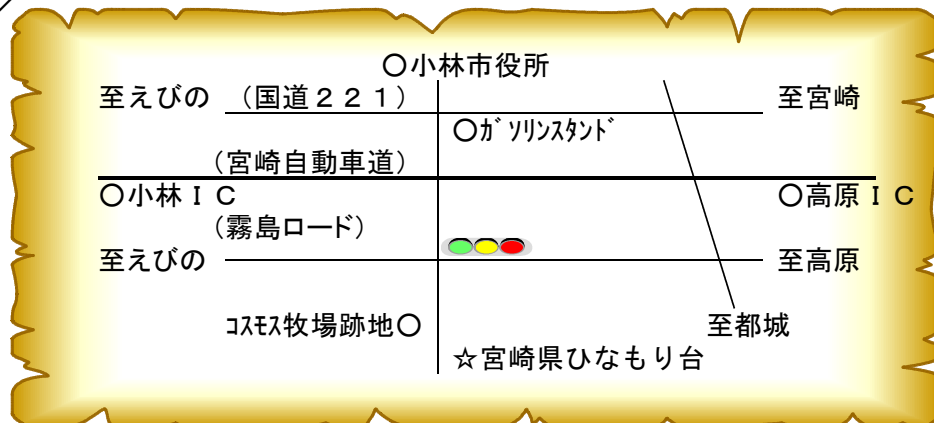 〇小林市役所
至えびの （国道２２１） 至宮崎
〇ｶﾞｿﾘﾝｽﾀﾝﾄﾞ
（宮崎自動車道）
〇小林ＩＣ 〇高原ＩＣ
（霧島ロード）
至えびの 至高原
ｺｽﾓｽ牧場跡地〇 至都城
☆宮崎県ひなもり台